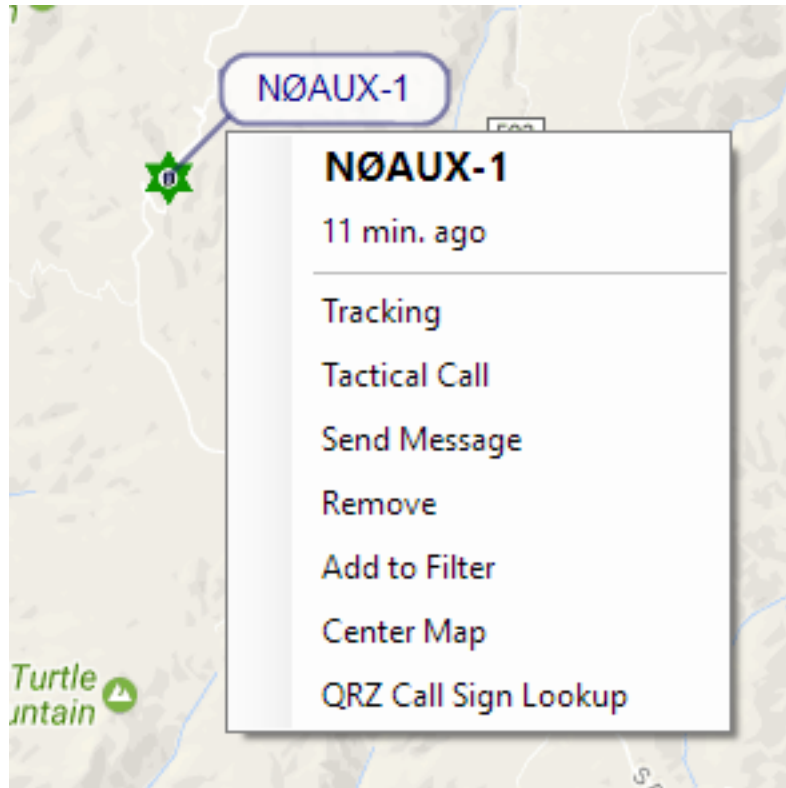 NØAUX-1
NØAUX-1
11 min. ago
Tracking
Tactical Call
Send Message
Remove
Add to Filter
Center Map
QRZ Call Sign Lookup
Turtle
untain